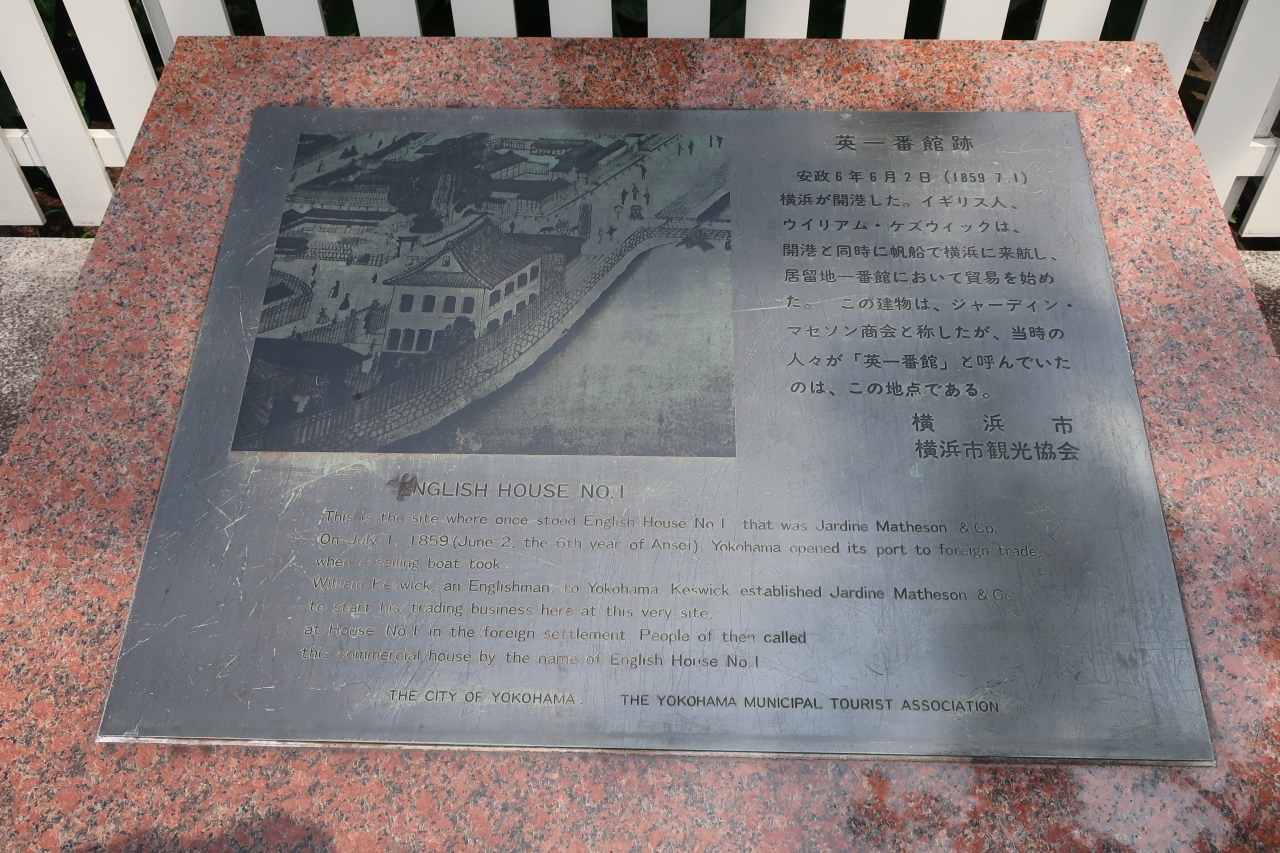 英一番館跡
安政6年6月2日（1859 7.1）
横浜が開港した。イギリス人、
ウイリアム・ケズウィックは、
開港と同時に帆船で横浜に来航し、
居留地一番館において貿易を始め
た。 この建物は、ジャーディン・
マセソン商会と称したが、当時の
人々が「英一番館」と呼んでいた
のは、この地点である。
横浜市
横浜市観光協会
ENGLISH HOUSE NO.1
This is the site where once stood English House No 1 that was Jardine Matheson & Co.
On July 1, 1859 (June 2, the 6th year of Ansei), Yokohama opened its port to foreign trade,
when a sailing boat took
William Keswick, an Englishman, to Yokohama. Keswick established Jardine Matheson & Co.
to start his trading business here at this very site,
at House No.1 in the foreign settlement. People of then called
this commercial house by the name of English House No.1
THE CITY OF YOKOHAMA. THE YOKOHAMA MUNICIPAL TOURIST ASSOCIATION